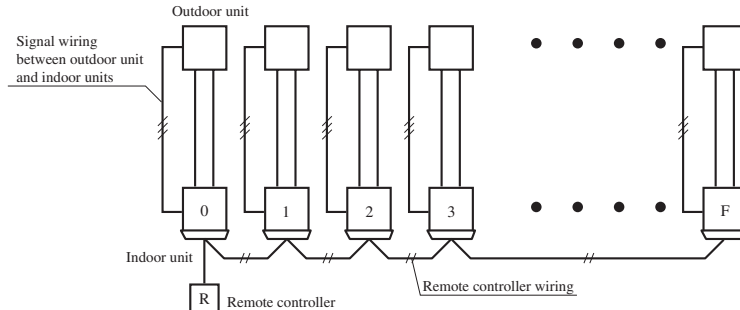 Outdoor unit
Signal wiring
between outdoor unit
and indoor units
0
1
2
3
F
Indoor unit
Remote controller wiring
R
Remote controller